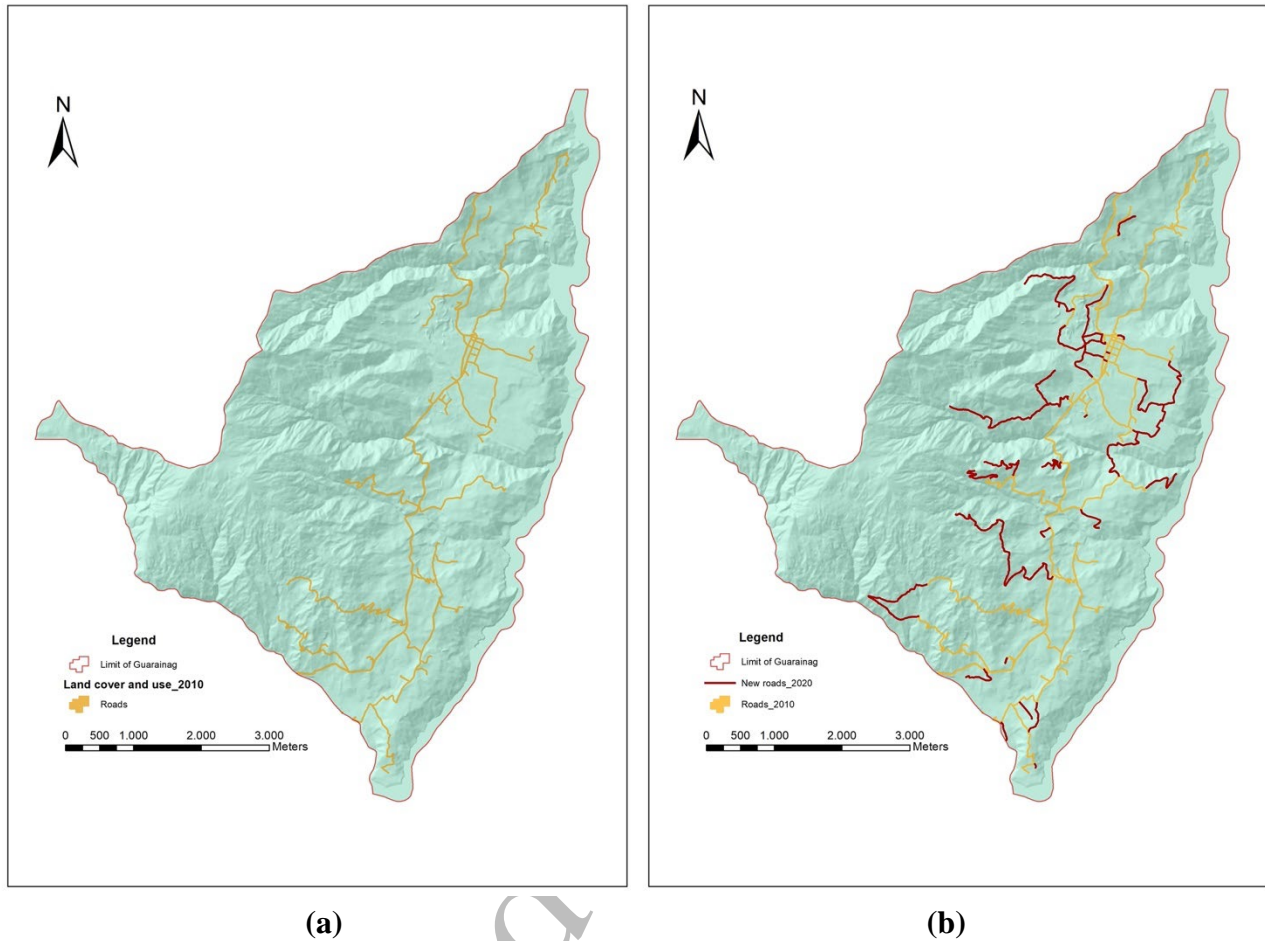 N
Legend
Limit of Guarainag
Land cover and use_2010
Roads
0 500 1.000 2.000 3.000
Meters
(a)
N
Legend
Limit of Guarainag
New roads_2020
Roads_2010
0 500 1.000 2.000 3.000
Meters
(b)